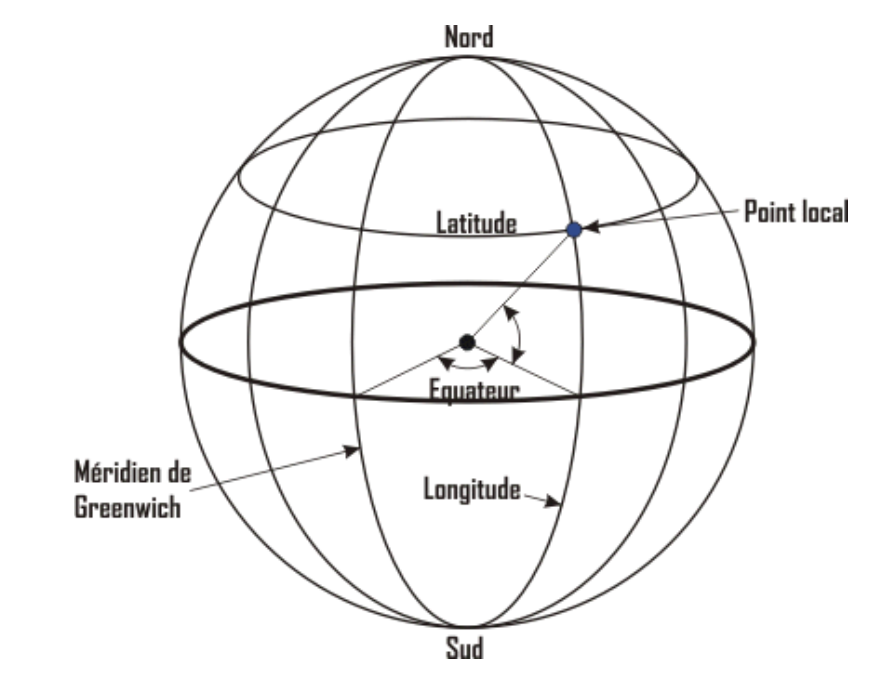 Nord
Point local
Latitude
Equateur
Méridien de
Greenwich
Longitude
Sud